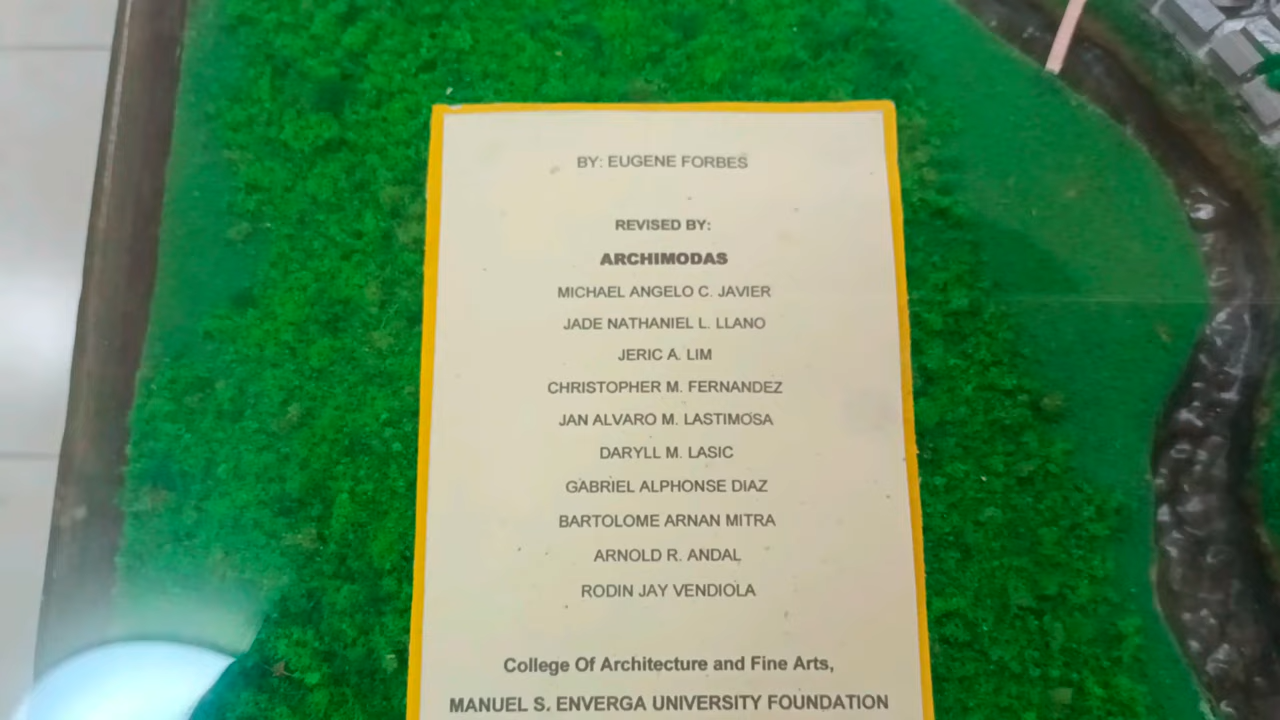 BY: EUGENE FORBES
REVISED BY:
ARCHIMODAS
MICHAEL ANGELO C. JAVIER
JADE NATHANIEL L. LLANO
JERIC A. LIM
CHRISTOPHER M. FERNANDEZ
JAN ALVARO M. LASTIMOSA
DARYLL M. LASIC
GABRIEL ALPHONSE DIAZ
BARTOLOME ARNAN MITRA
ARNOLD R. ANDAL
RODIN JAY VENDIOLA
College Of Architecture and Fine Arts,
MANUEL S. ENVERGA UNIVERSITY FOUNDATION